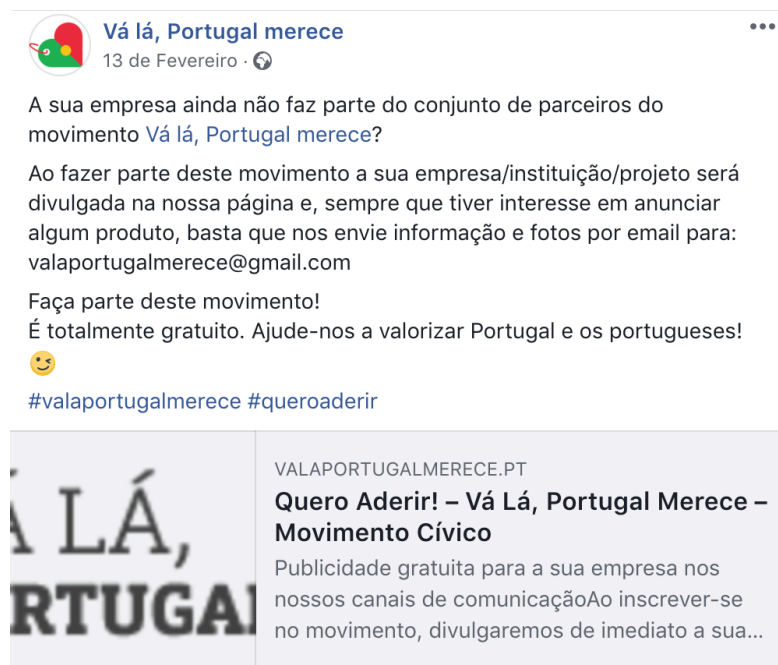 Vá lá, Portugal merece
13 de Fevereiro ·
A sua empresa ainda não faz parte do conjunto de parceiros do
movimento Vá lá, Portugal merece?
Ao fazer parte deste movimento a sua empresa/instituição/projeto será
divulgada na nossa página e, sempre que tiver interesse em anunciar
algum produto, basta que nos envie informação e fotos por email para:
valaportugalmerece@gmail.com
Faça parte deste movimento!
É totalmente gratuito. Ajude-nos a valorizar Portugal e os portugueses!
😉
#valaportugalmerece #queroaderir
Á LÁ,
RTUGAL
VALAPORTUGALMERECE.PT
Quero Aderir! – Vá Lá, Portugal Merece –
Movimento Cívico
Publicidade gratuita para a sua empresa nos
nossos canais de comunicaçãoAo inscrever-se
no movimento, divulgaremos de imediato a sua...